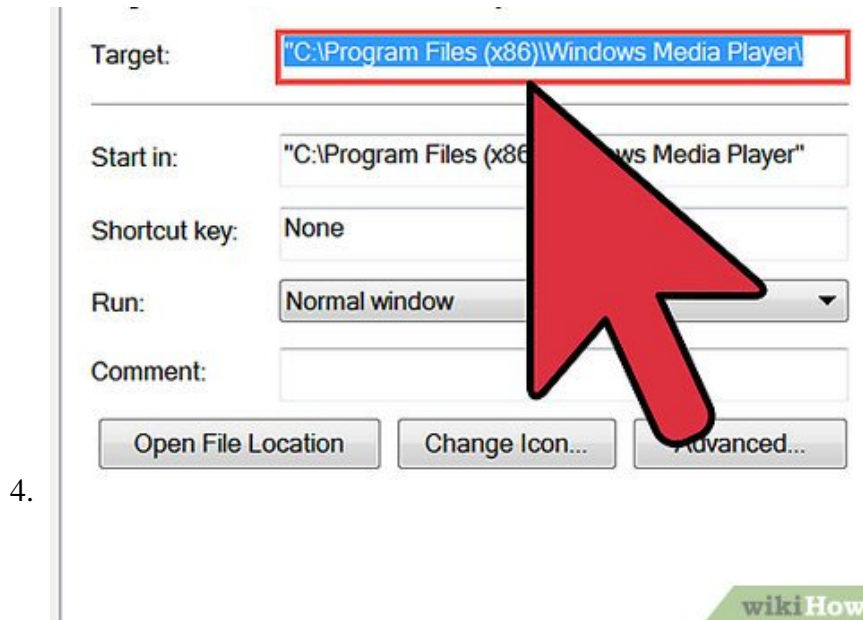 Target: "C:\Program Files (x86)\Windows Media Player\
Start in: "C:\Program Files (x86 ws Media Player"
Shortcut key: None
Run: Normal window
Comment:
Open File Location Change Icon... Advanced...
4.
wikiHow